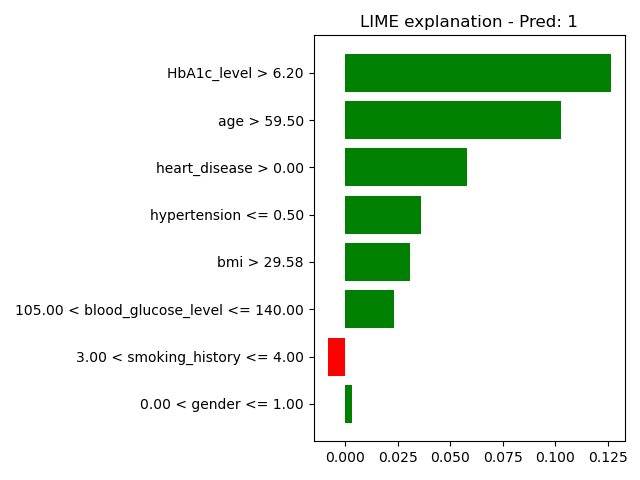 LIME explanation - Pred: 1
HbA1c_level > 6.20
age > 59.50
heart_disease > 0.00
hypertension <= 0.50
bmi > 29.58
105.00 < blood_glucose_level <= 140.00
3.00 < smoking_history <= 4.00
0.00 < gender <= 1.00
0.000 0.025 0.050 0.075 0.100 0.125